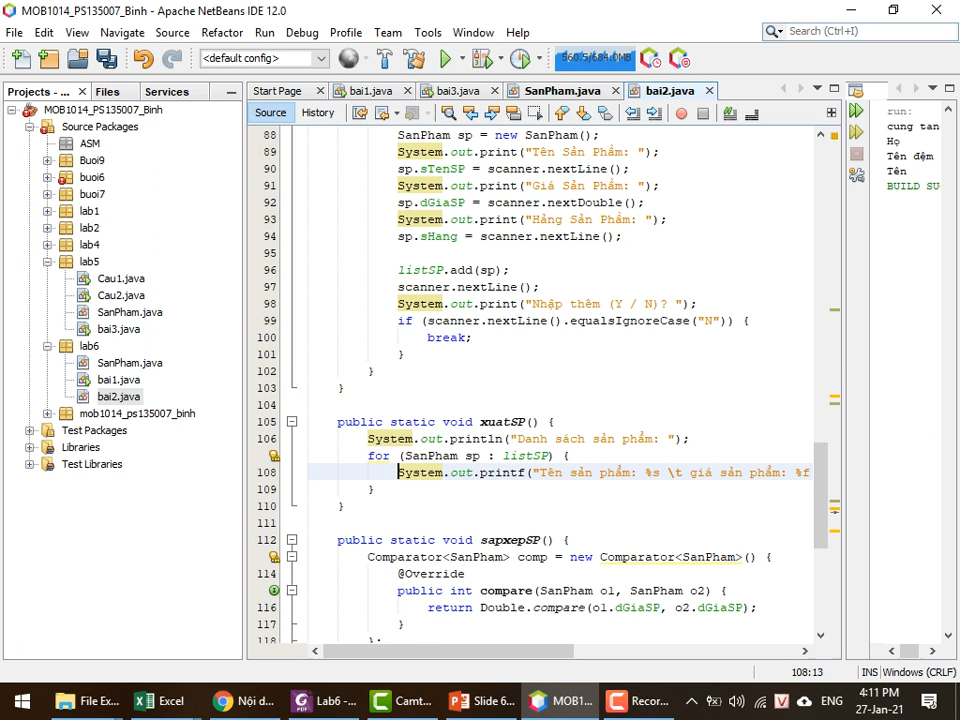 MOB1014_PS135007_Binh - Apache NetBeans IDE 12.0
File Edit View Navigate Source Refactor Run Debug Profile Team Tools Window Help
Search (Ctrl+I)
<default config>
560.5/684.0MB
Projects - ... Files Services
Start Page bai1.java bai3.java SanPham.java bai2.java
Source History
MOB1014_PS135007_Binh
Source Packages
ASM
Buoi9
buoi6
buoi7
lab1
lab2
lab4
lab5
Cau1.java
Cau2.java
SanPham.java
bai3.java
lab6
SanPham.java
bai1.java
bai2.java
mob1014_ps135007_binh
Test Packages
Libraries
Test Libraries
88 SanPham sp = new SanPham();
89 System.out.print("Tên Sản Phẩm: ");
90 sp.sTenSP = scanner.nextLine();
91 System.out.print("Giá Sản Phẩm: ");
92 sp.dGiaSP = scanner.nextDouble();
93 System.out.print("Hảng Sản Phẩm: ");
94 sp.sHang = scanner.nextLine();
95
96 listSP.add(sp);
97 scanner.nextLine();
98 System.out.print("Nhập thêm (Y / N)? ");
99 if (scanner.nextLine().equalsIgnoreCase("N")) {
100 break;
101 }
102 }
103 }
104
105 public static void xuatSP() {
106 System.out.println("Danh sách sản phẩm: ");
for (SanPham sp : listSP) {
108 System.out.printf("Tên sản phẩm: %s \t giá sản phẩm: %f
109 }
110 }
111
112 public static void sapxepSP() {
Comparator<SanPham> comp = new Comparator<SanPham>() {
114 @Override
public int compare(SanPham o1, SanPham o2) {
116 return Double.compare(o1.dGiaSP, o2.dGiaSP);
117 }
118 };
run:
cung tan
Họ
Tên đệm
Tên
BUILD SU
108:13 INS Windows (CRLF)
File Ex... Excel Nội d... Lab6 -... Camt... Slide 6... MOB1... Recor... ENG
4:11 PM
27-Jan-21